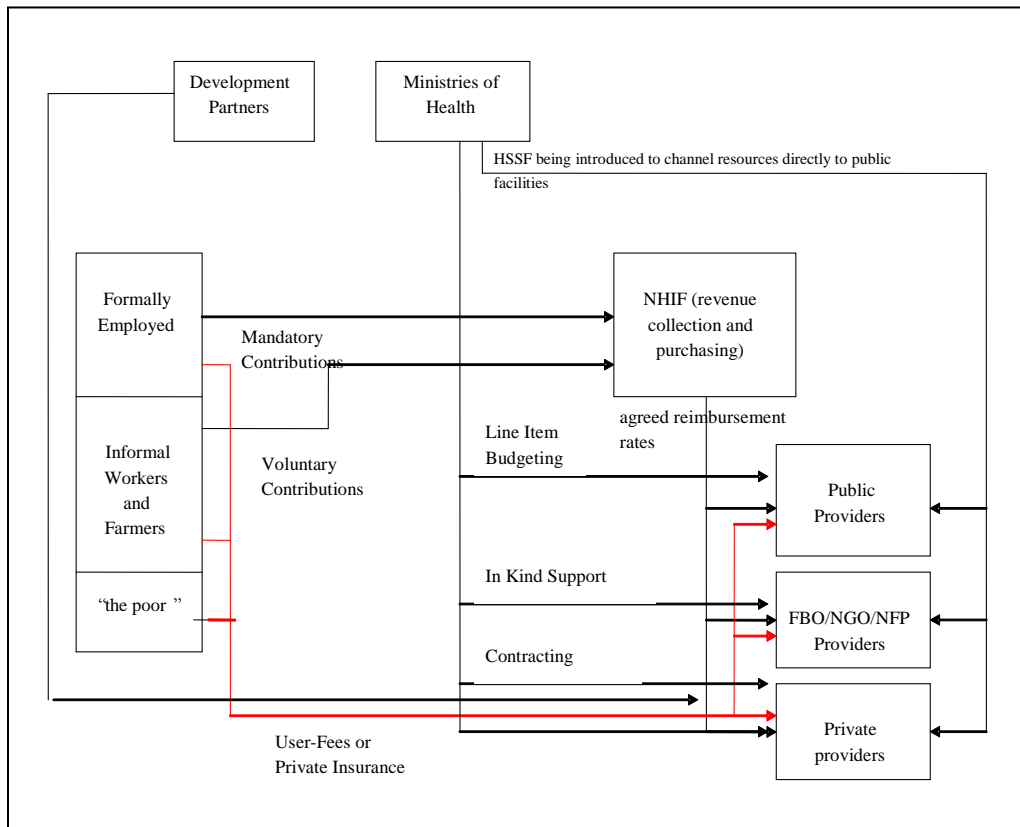 Development
Partners
Ministries of
Health
HSSF being introduced to channel resources directly to public
facilities
Formally
Employed
NHIF (revenue
collection and
purchasing)
Mandatory
Contributions
agreed reimbursement
rates
Line Item
Budgeting
Informal
Workers
and
Farmers
Voluntary
Contributions
Public
Providers
In Kind Support
“the poor ”
FBO/NGO/NFP
Providers
Contracting
Private
providers
User-Fees or
Private Insurance